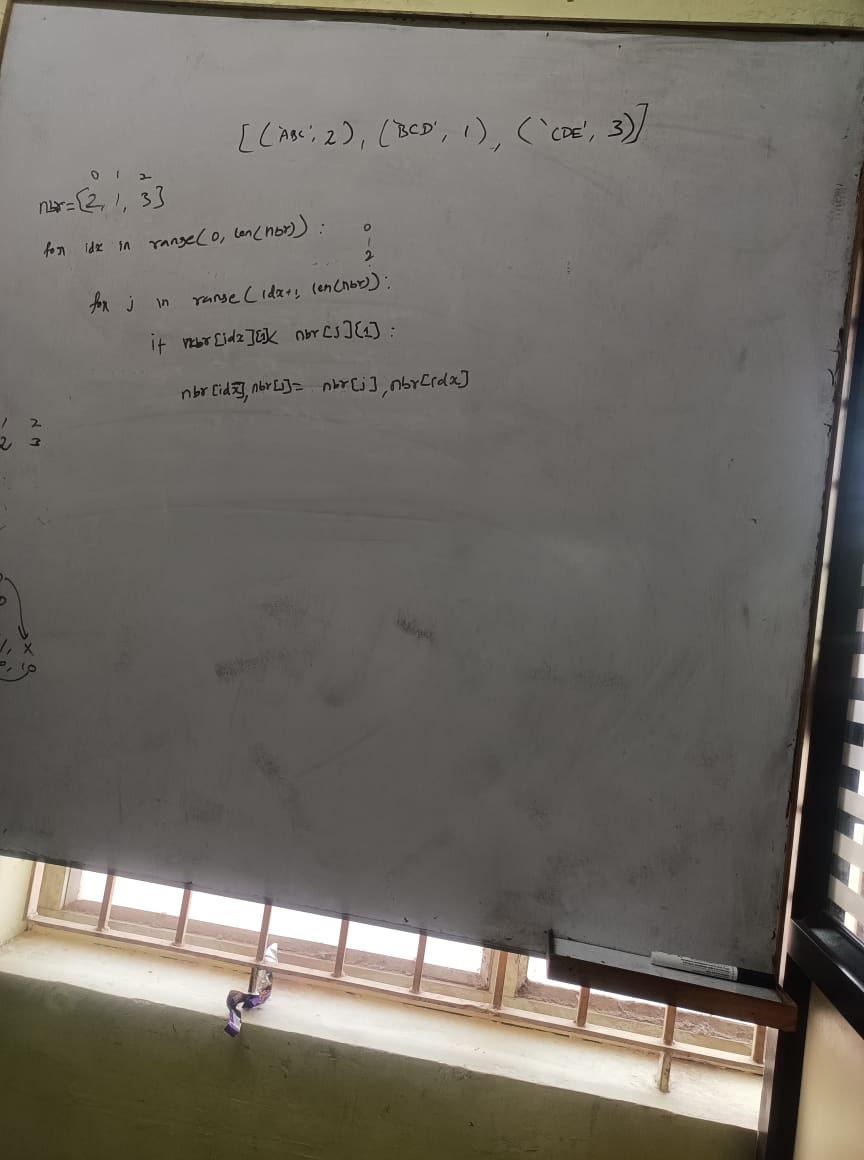 [('ABC', 2), ('BCD', 1), ('CDE', 3)]
0 1 2
nbr={2, 1, 3}
for idx in range(0, len(nbr)):
0
1
2
for j in range(idx+1, len(nbr)):
if nbr[idx][1]< nbr[j][1]:
nbr[idx], nbr[j]= nbr[j], nbr[idx]
1 2
2 3
1, x
0, 10